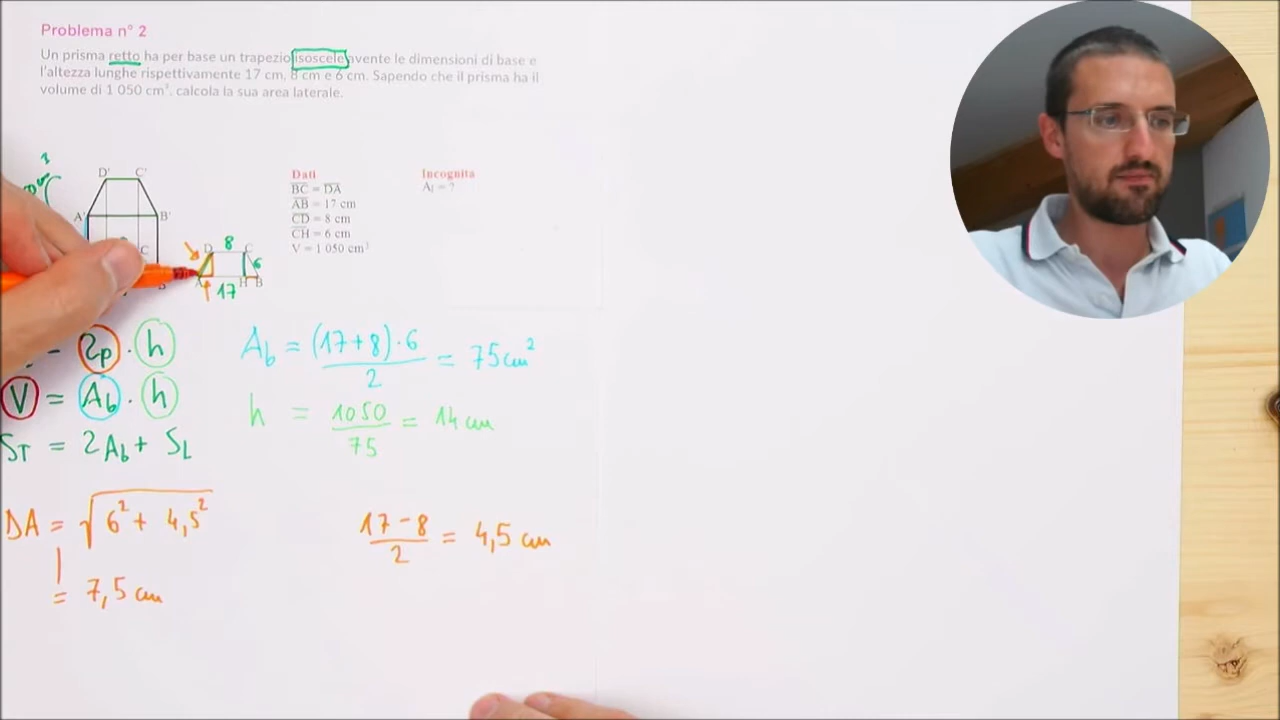 Problema n° 2
Un prisma retto ha per base un trapezio isoscele avente le dimensioni di base e
l'altezza lunghe rispettivamente 17 cm, 8 cm e 6 cm. Sapendo che il prisma ha il
volume di 1 050 cm³, calcola la sua area laterale.
D' C'
A' B'
C
D 8 C
6
H B
17
Dati
BC = DA
AB = 17 cm
CD = 8 cm
CH = 6 cm
V = 1 050 cm³
Incognita
Al = ?
2p · h
V = Ab · h
ST = 2Ab + SL
Ab = (17+8)·6 / 2 = 75 cm²
h = 1050 / 75 = 14 cm
DA = √6² + 4,5²
= 7,5 cm
17 - 8 / 2 = 4,5 cm